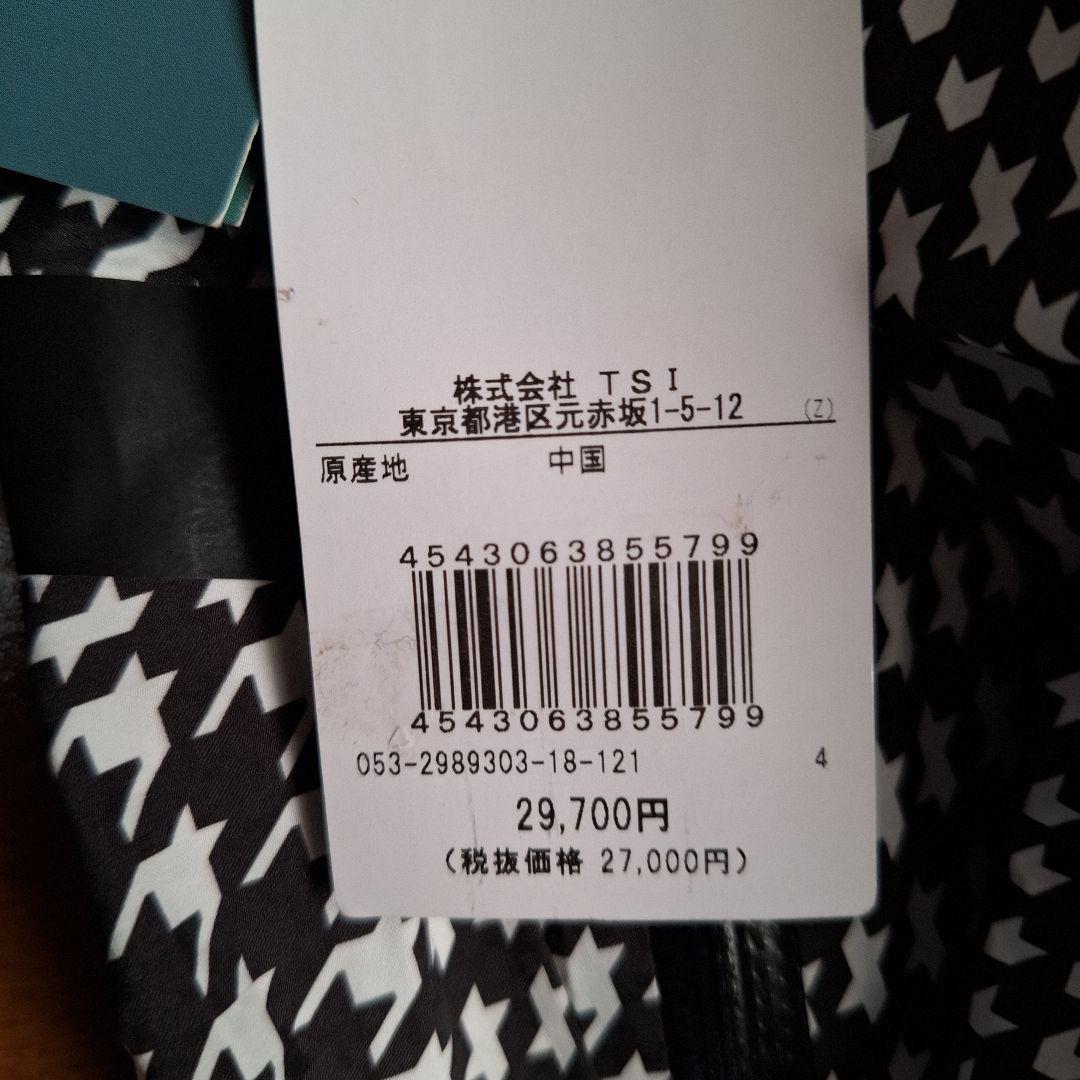 株式会社 TSI
東京都港区元赤坂1-5-12 (Z)
原産地 中国
4543063855799
4543063855799
053-2989303-18-121 4
29,700円
(税抜価格 27,000円)